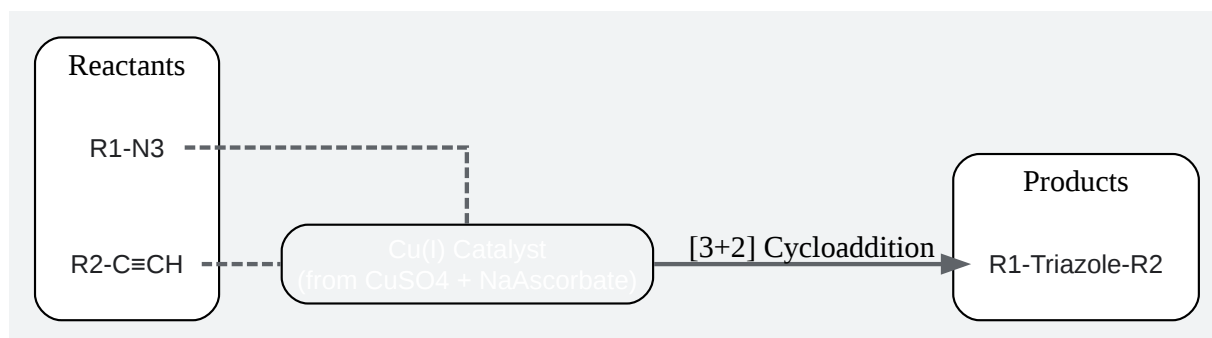 Reactants
R1-N3
R2-C≡CH
Cu(I) Catalyst
(from CuSO4 + NaAscorbate)
[3+2] Cycloaddition
Products
R1-Triazole-R2